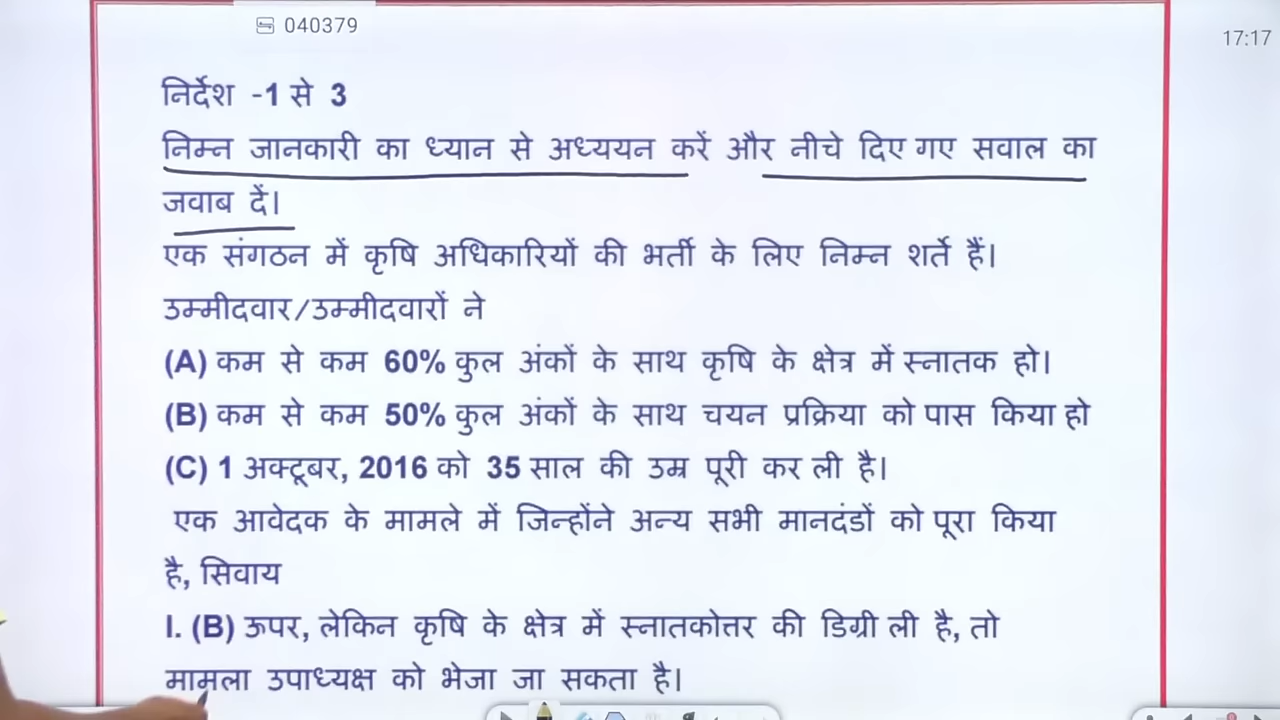 040379
17:17
निर्देश -1 से 3
निम्न जानकारी का ध्यान से अध्ययन करें और नीचे दिए गए सवाल का
जवाब दें।
एक संगठन में कृषि अधिकारियों की भर्ती के लिए निम्न शर्ते हैं।
उम्मीदवार/उम्मीदवारों ने
(A) कम से कम 60% कुल अंकों के साथ कृषि के क्षेत्र में स्नातक हो।
(B) कम से कम 50% कुल अंकों के साथ चयन प्रक्रिया को पास किया हो
(C) 1 अक्टूबर, 2016 को 35 साल की उम्र पूरी कर ली है।
एक आवेदक के मामले में जिन्होंने अन्य सभी मानदंडों को पूरा किया
है, सिवाय
I. (B) ऊपर, लेकिन कृषि के क्षेत्र में स्नातकोत्तर की डिग्री ली है, तो
मामला उपाध्यक्ष को भेजा जा सकता है।